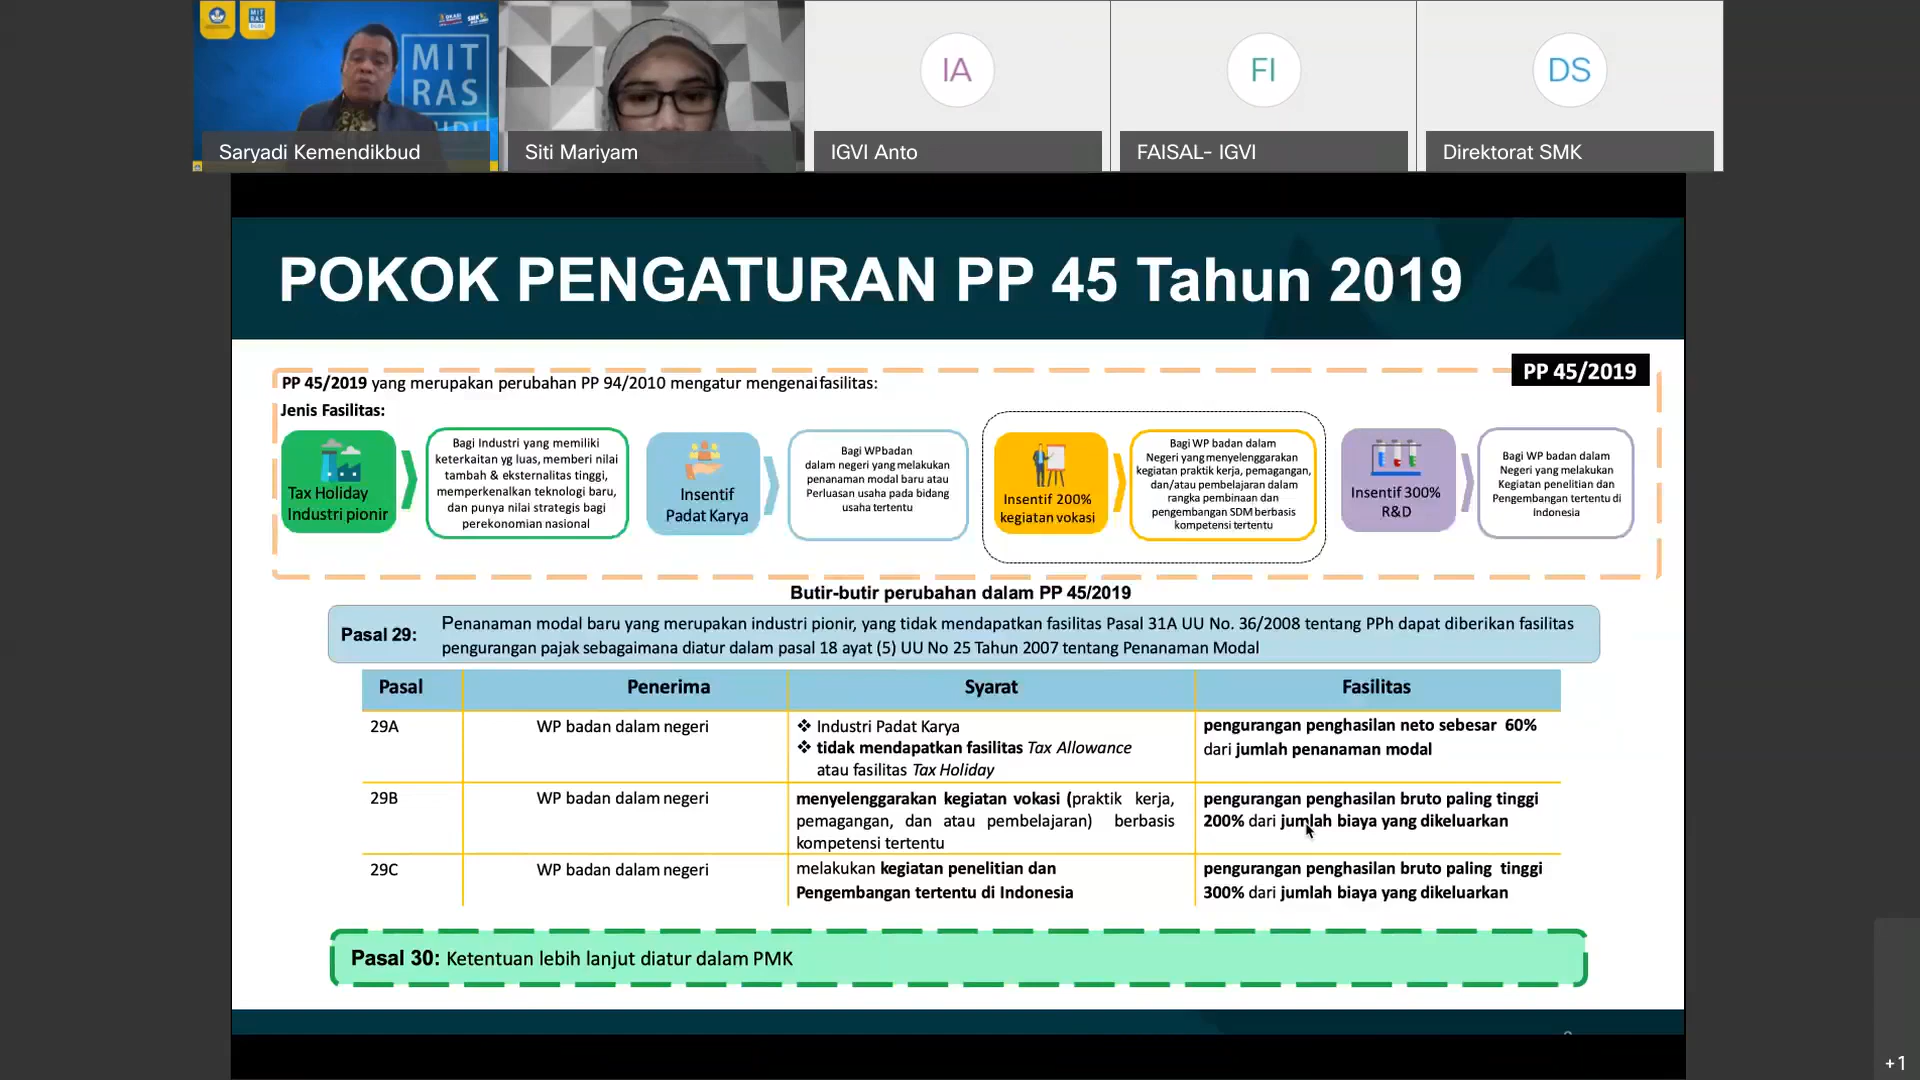 MIT
RAS
Saryadi Kemendikbud
Siti Mariyam
IA
IGVI Anto
FI
FAISAL- IGVI
DS
Direktorat SMK
POKOK PENGATURAN PP 45 Tahun 2019
PP 45/2019
PP 45/2019 yang merupakan perubahan PP 94/2010 mengatur mengenai fasilitas:
Jenis Fasilitas:
Tax Holiday
Industri pionir
Bagi Industri yang memiliki
keterkaitan yg luas, memberi nilai
tambah & eksternalitas tinggi,
memperkenalkan teknologi baru,
dan punya nilai strategis bagi
perekonomian nasional
Insentif
Padat Karya
Bagi WPbadan
dalam negeri yang melakukan
penanaman modal baru atau
Perluasan usaha pada bidang
usaha tertentu
Insentif 200%
kegiatan vokasi
Bagi WP badan dalam
Negeri yang menyelenggarakan
kegiatan praktik kerja, pemagangan,
dan/atau pembelajaran dalam
rangka pembinaan dan
pengembangan SDM berbasis
kompetensi tertentu
Insentif 300%
R&D
Bagi WP badan dalam
Negeri yang melakukan
Kegiatan penelitian dan
Pengembangan tertentu di
Indonesia
Butir-butir perubahan dalam PP 45/2019
Pasal 29:
Penanaman modal baru yang merupakan industri pionir, yang tidak mendapatkan fasilitas Pasal 31A UU No. 36/2008 tentang PPh dapat diberikan fasilitas
pengurangan pajak sebagaimana diatur dalam pasal 18 ayat (5) UU No 25 Tahun 2007 tentang Penanaman Modal
Pasal Penerima Syarat Fasilitas
29A
WP badan dalam negeri
❖ Industri Padat Karya
❖ tidak mendapatkan fasilitas Tax Allowance
atau fasilitas Tax Holiday
pengurangan penghasilan neto sebesar 60%
dari jumlah penanaman modal
29B
WP badan dalam negeri
menyelenggarakan kegiatan vokasi (praktik kerja,
pemagangan, dan atau pembelajaran) berbasis
kompetensi tertentu
pengurangan penghasilan bruto paling tinggi
200% dari jumlah biaya yang dikeluarkan
29C
WP badan dalam negeri
melakukan kegiatan penelitian dan
Pengembangan tertentu di Indonesia
pengurangan penghasilan bruto paling tinggi
300% dari jumlah biaya yang dikeluarkan
Pasal 30: Ketentuan lebih lanjut diatur dalam PMK
+1